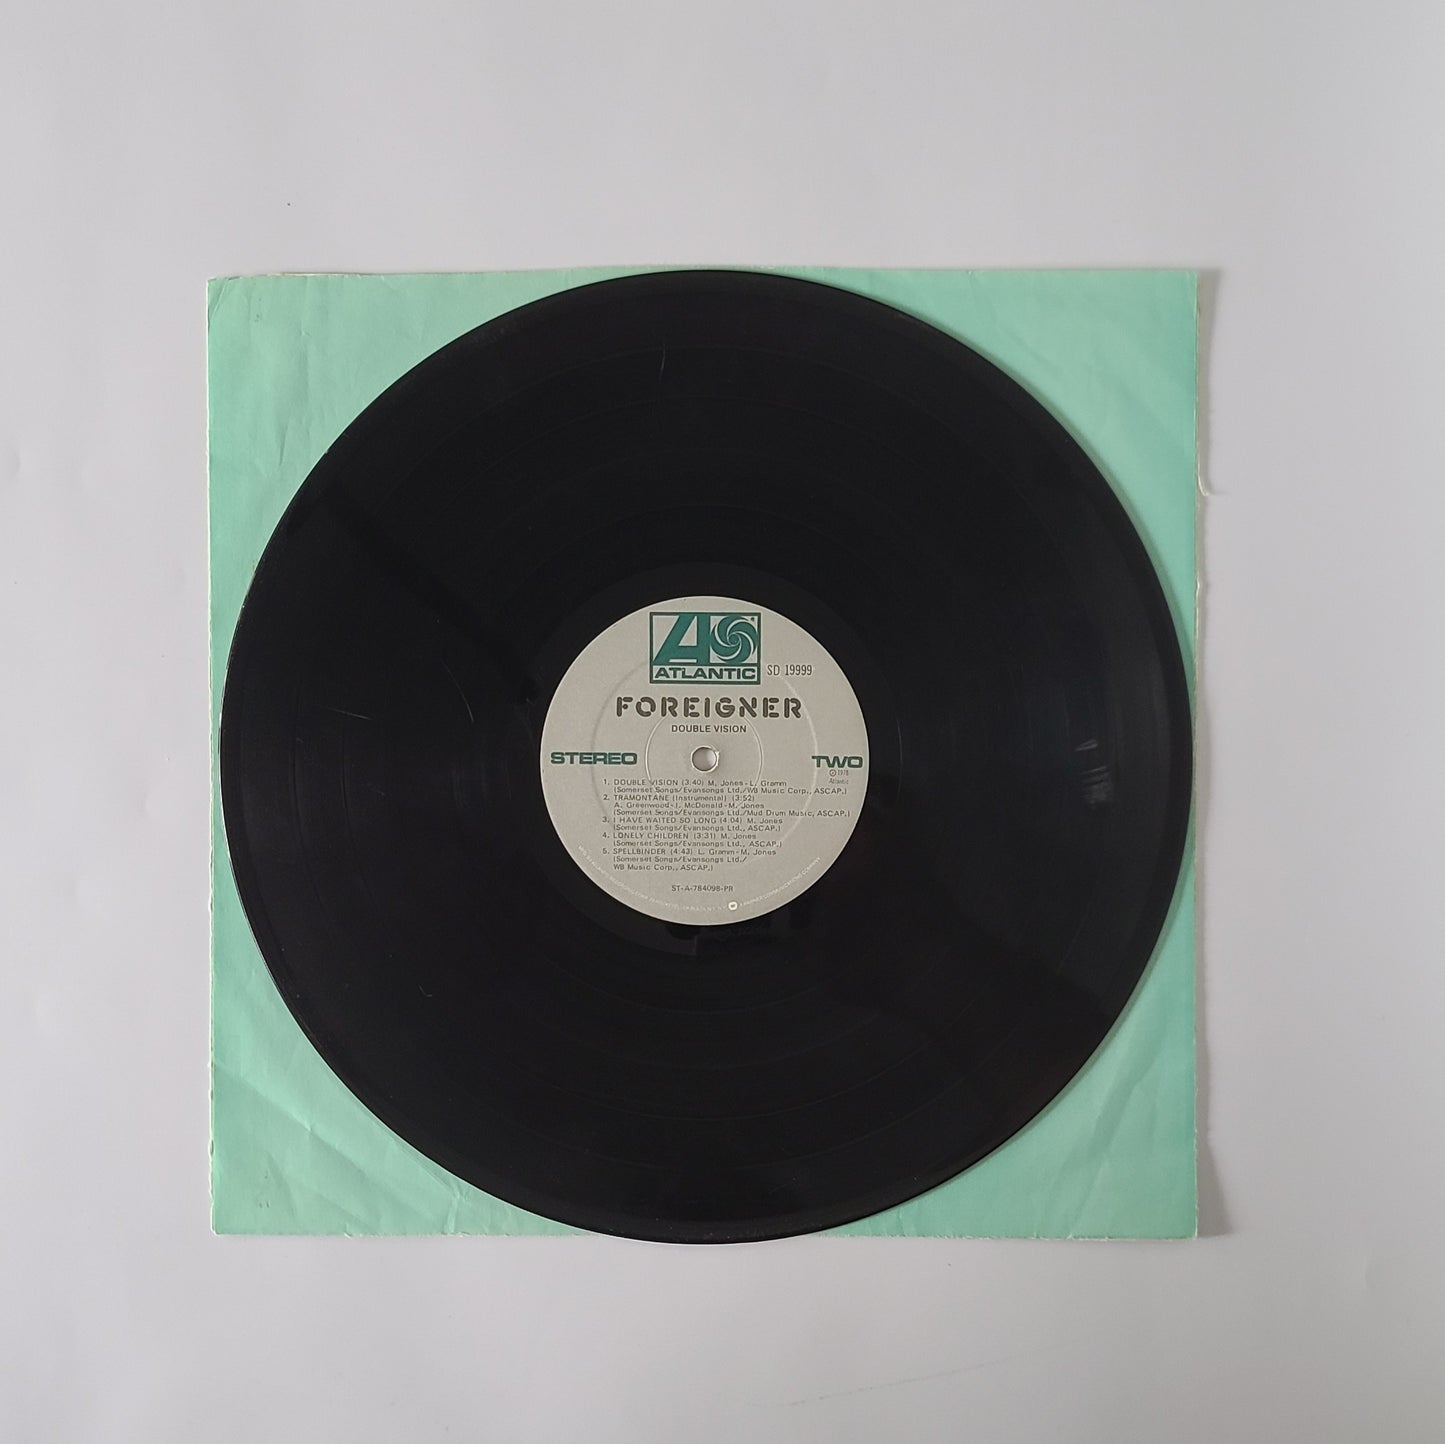 ATLANTIC
SD 19999
FOREIGNER
DOUBLE VISION
STEREO
TWO
Ⓟ 1978
Atlantic
1. DOUBLE VISION (3:40) M. Jones-L. Gramm
(Somerset Songs/Evansongs Ltd./WB Music Corp., ASCAP.)
2. TRAMONTANE (Instrumental) (3:52)
A. Greenwood-I. McDonald-M. Jones
(Somerset Songs/Evansongs Ltd./Mud Drum Music, ASCAP.)
3. I HAVE WAITED SO LONG (4:04) M. Jones
(Somerset Songs/Evansongs Ltd., ASCAP.)
4. LONELY CHILDREN (3:31) M. Jones
(Somerset Songs/Evansongs Ltd., ASCAP.)
5. SPELLBINDER (4:43) L. Gramm-M. Jones
(Somerset Songs/Evansongs Ltd./
WB Music Corp., ASCAP.)
ST-A-784098-PR
A WARNER COMMUNICATIONS COMPANY